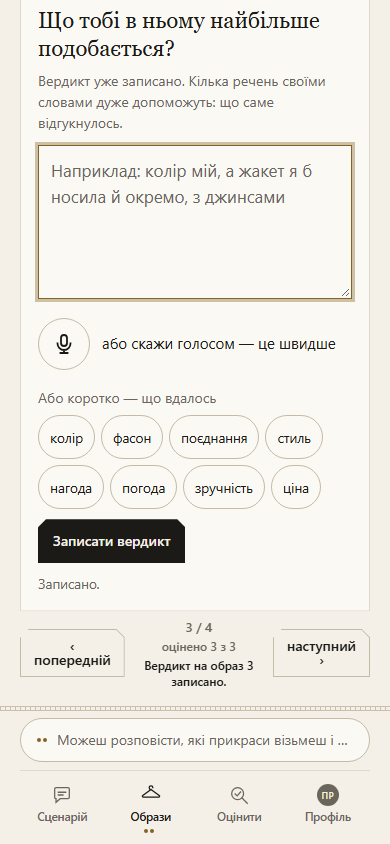 Що тобі в ньому найбільше
подобається?
Вердикт уже записано. Кілька речень своїми
словами дуже допоможуть: що саме
відгукнулось.
Наприклад: колір мій, а жакет я б
носила й окремо, з джинсами
або скажи голосом — це швидше
Або коротко — що вдалось
колір фасон поєднання стиль
нагода погода зручність ціна
Записати вердикт
Записано.
‹
попередній
3 / 4
оцінено 3 з 3
Вердикт на образ 3
записано.
наступний
›
Можеш розповісти, які прикраси візьмеш і ...
Сценарій Образи Оцінити ПР Профіль